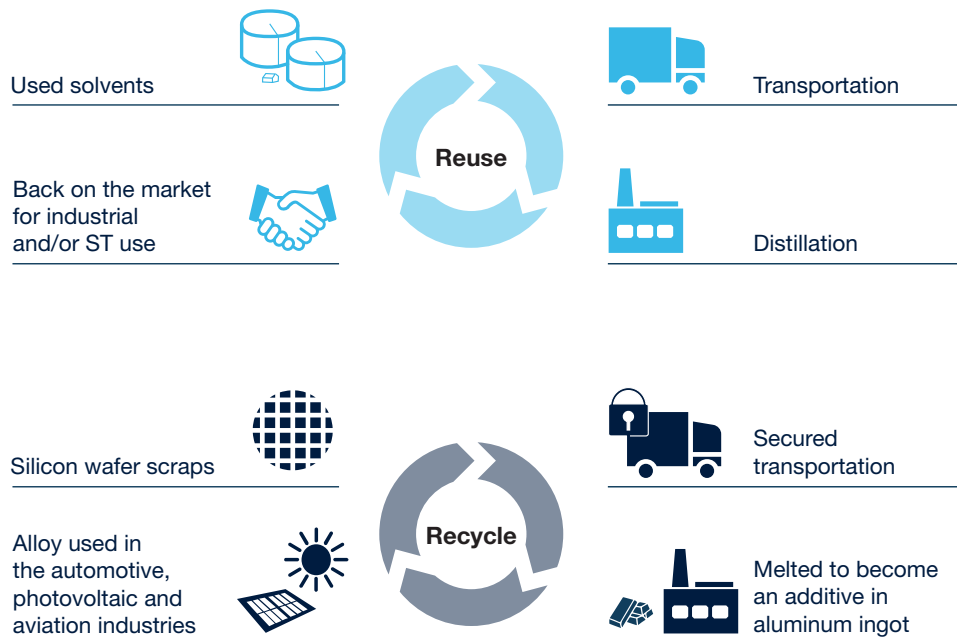 Used solvents
Reuse
Transportation
Back on the market
for industrial
and/or ST use
Distillation
Silicon wafer scraps
Recycle
Secured
transportation
Alloy used in
the automotive,
photovoltaic and
aviation industries
Melted to become
an additive in
aluminum ingot